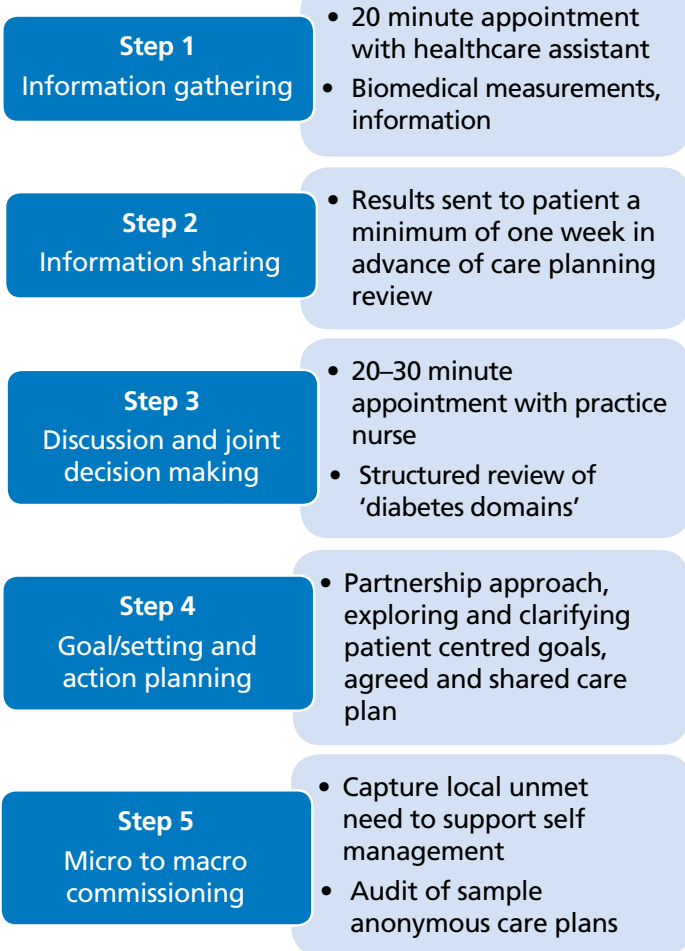 Step 1
Information gathering
• 20 minute appointment
with healthcare assistant
• Biomedical measurements,
information
Step 2
Information sharing
• Results sent to patient a
minimum of one week in
advance of care planning
review
Step 3
Discussion and joint
decision making
• 20–30 minute
appointment with practice
nurse
• Structured review of
‘diabetes domains’
Step 4
Goal/setting and
action planning
• Partnership approach,
exploring and clarifying
patient centred goals,
agreed and shared care
plan
Step 5
Micro to macro
commissioning
• Capture local unmet
need to support self
management
• Audit of sample
anonymous care plans